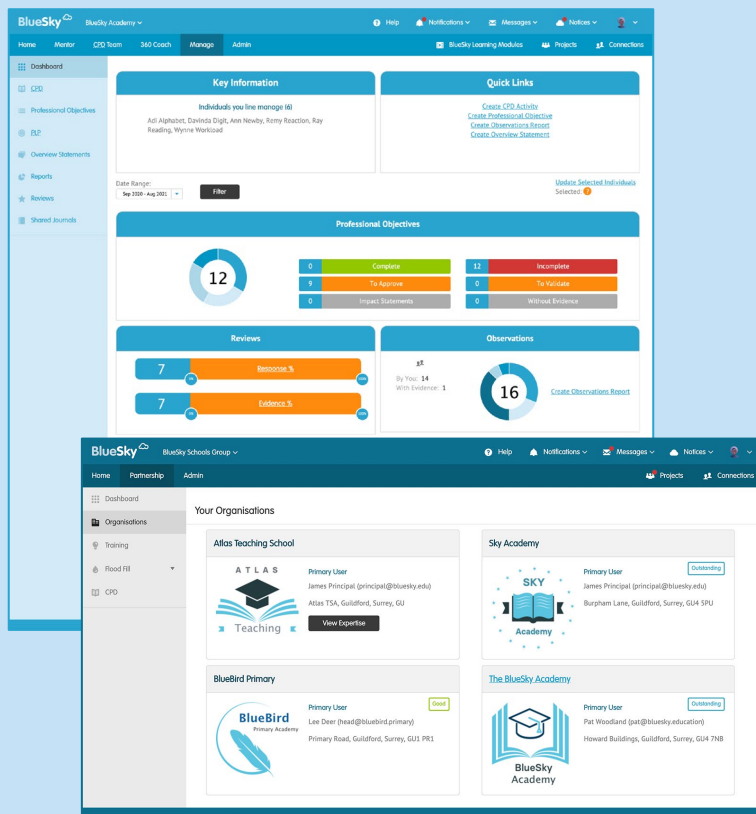 BlueSky BlueSky Academy Help Notifications Messages Notices
Home Mentor CPD Team 360 Coach Manage Admin BlueSky Learning Modules Projects Connections
Dashboard
CPD
Professional Objectives
PLP
Overview Statements
Reports
Reviews
Shared Journals
Key Information
Individuals you line manage (6)
Adi Alphabet, Davinda Digit, Ann Newby, Remy Reaction, Ray
Reading, Wynne Workload
Quick Links
Create CPD Activity
Create Professional Objective
Create Observations Report
Create Overview Statement
Date Range:
Sep 2020 - Aug 2021
Filter
Update Selected Individuals
Selected: ?
Professional Objectives
12
0 Complete 12 Incomplete
9 To Approve 0 To Validate
0 Impact Statements 0 Without Evidence
Reviews
7 Response %
0% 100%
7 Evidence %
0% 100%
Observations
By You: 14
With Evidence: 1
16
Create Observations Report
BlueSky BlueSky Schools Group Help Notifications Messages Notices
Home Partnership Admin Projects Connections
Dashboard
Organisations
Training
Flood Fill
CPD
Your Organisations
Atlas Teaching School
ATLAS
Teaching
Primary User
James Principal (principal@bluesky.edu)
Atlas TSA, Guildford, Surrey, GU
View Expertise
Sky Academy
SKY
Academy
Primary User Outstanding
James Principal (principal@bluesky.edu)
Burpham Lane, Guildford, Surrey, GU4 5PU
BlueBird Primary
BlueBird
Primary Academy
Primary User Good
Lee Deer (head@bluebird.primary)
Primary Road, Guildford, Surrey, GU1 PR1
The BlueSky Academy
BlueSky
Academy
Primary User Outstanding
Pat Woodland (pat@bluesky.education)
Howard Buildings, Guildford, Surrey, GU4 7NB